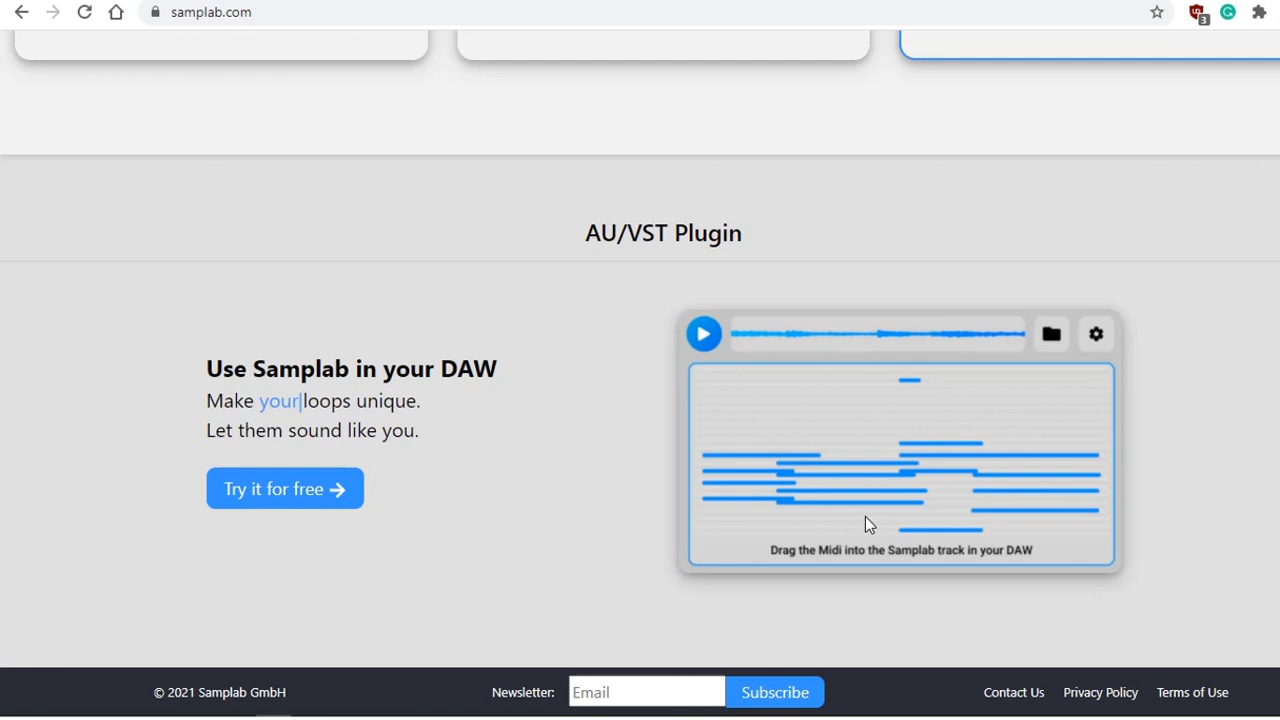 samplab.com
3
AU/VST Plugin
Use Samplab in your DAW
Make your loops unique.
Let them sound like you.
Try it for free →
Drag the Midi into the Samplab track in your DAW
© 2021 Samplab GmbH
Newsletter: Email Subscribe
Contact Us Privacy Policy Terms of Use